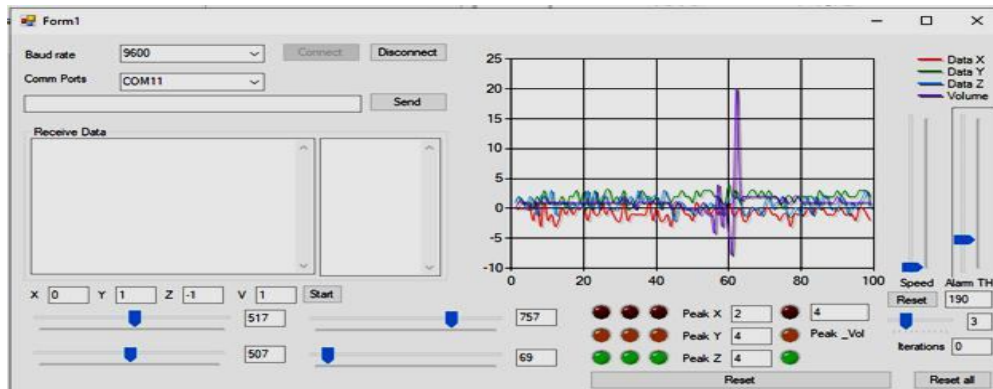 Form1
Baud rate 9600 Connect Disconnect
Comm Ports COM11
Send
Receive Data
25
20
15
10
5
0
-5
-10
0 20 40 60 80 100
Data X
Data Y
Data Z
Volume
Speed Alarm TH
Reset 190
3
Iterations 0
X 0 Y 1 Z -1 V 1 Start
517 757
507 69
Peak X 2 4
Peak Y 4 Peak _Vol
Peak Z 4
Reset Reset all